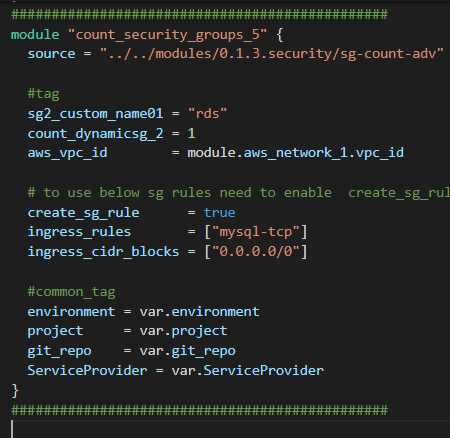 ###############################################
module "count_security_groups_5" {
  source = "../../modules/0.1.3.security/sg-count-adv"

  #tag
  sg2_custom_name01 = "rds"
  count_dynamicsg_2 = 1
  aws_vpc_id        = module.aws_network_1.vpc_id

  # to use below sg rules need to enable  create_sg_rul
  create_sg_rule      = true
  ingress_rules       = ["mysql-tcp"]
  ingress_cidr_blocks = ["0.0.0.0/0"]

  #common_tag
  environment = var.environment
  project     = var.project
  git_repo    = var.git_repo
  ServiceProvider = var.ServiceProvider
}
###############################################